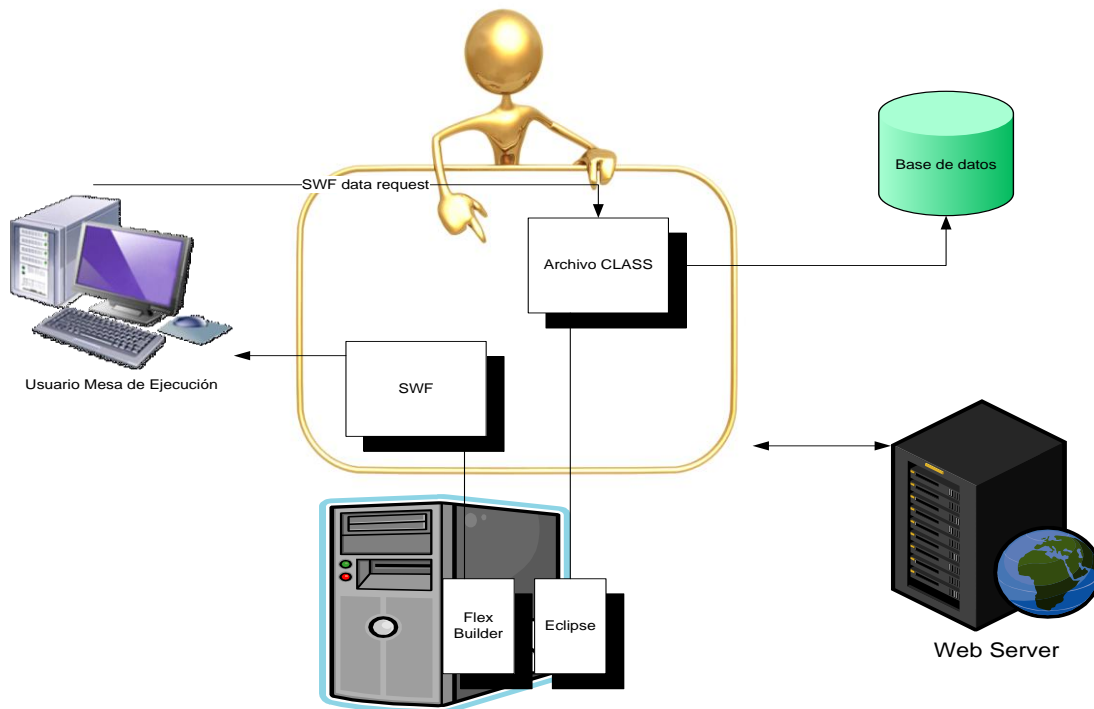 Base de datos
SWF data request
Archivo CLASS
Usuario Mesa de Ejecución
SWF
Flex
Builder
Eclipse
Web Server